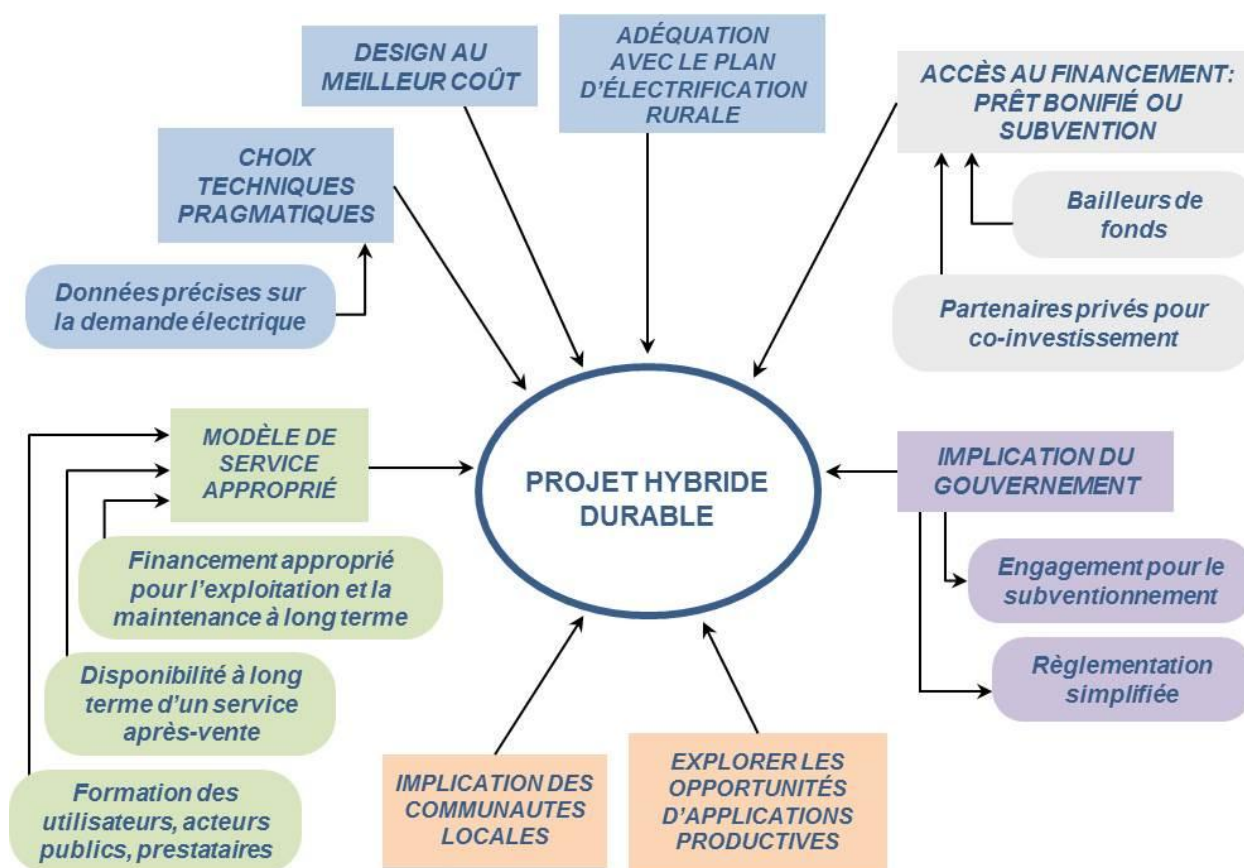 DESIGN AU
MEILLEUR COÛT
ADÉQUATION
AVEC LE PLAN
D'ÉLECTRIFICATION
RURALE
ACCÈS AU FINANCEMENT:
PRÊT BONIFIÉ OU
SUBVENTION
CHOIX
TECHNIQUES
PRAGMATIQUES
Bailleurs de
fonds
Données précises sur
la demande électrique
Partenaires privés pour
co-investissement
MODÈLE DE
SERVICE
APPROPRIÉ
PROJET HYBRIDE
DURABLE
IMPLICATION DU
GOUVERNEMENT
Financement approprié
pour l'exploitation et la
maintenance à long terme
Engagement pour le
subventionnement
Disponibilité à long
terme d'un service
après-vente
Règlementation
simplifiée
Formation des
utilisateurs, acteurs
publics, prestataires
IMPLICATION DES
COMMUNAUTES
LOCALES
EXPLORER LES
OPPORTUNITÉS
D'APPLICATIONS
PRODUCTIVES